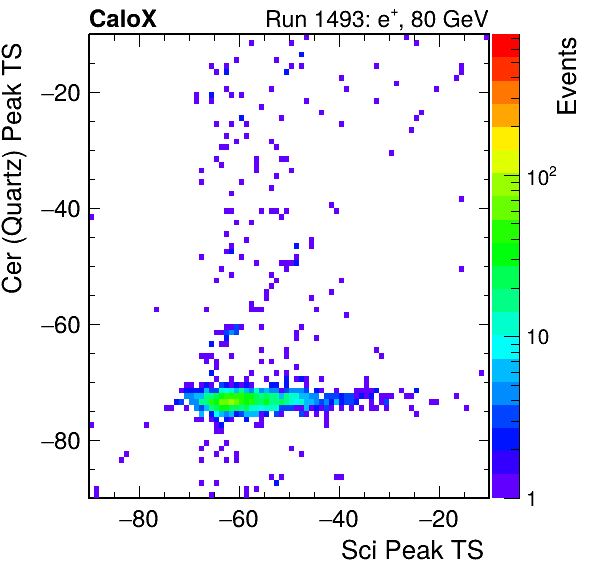 CaloX Run 1493: e+, 80 GeV
Cer (Quartz) Peak TS
−20
−40
−60
−80
−80 −60 −40 −20
Sci Peak TS
Events
10²
10
1